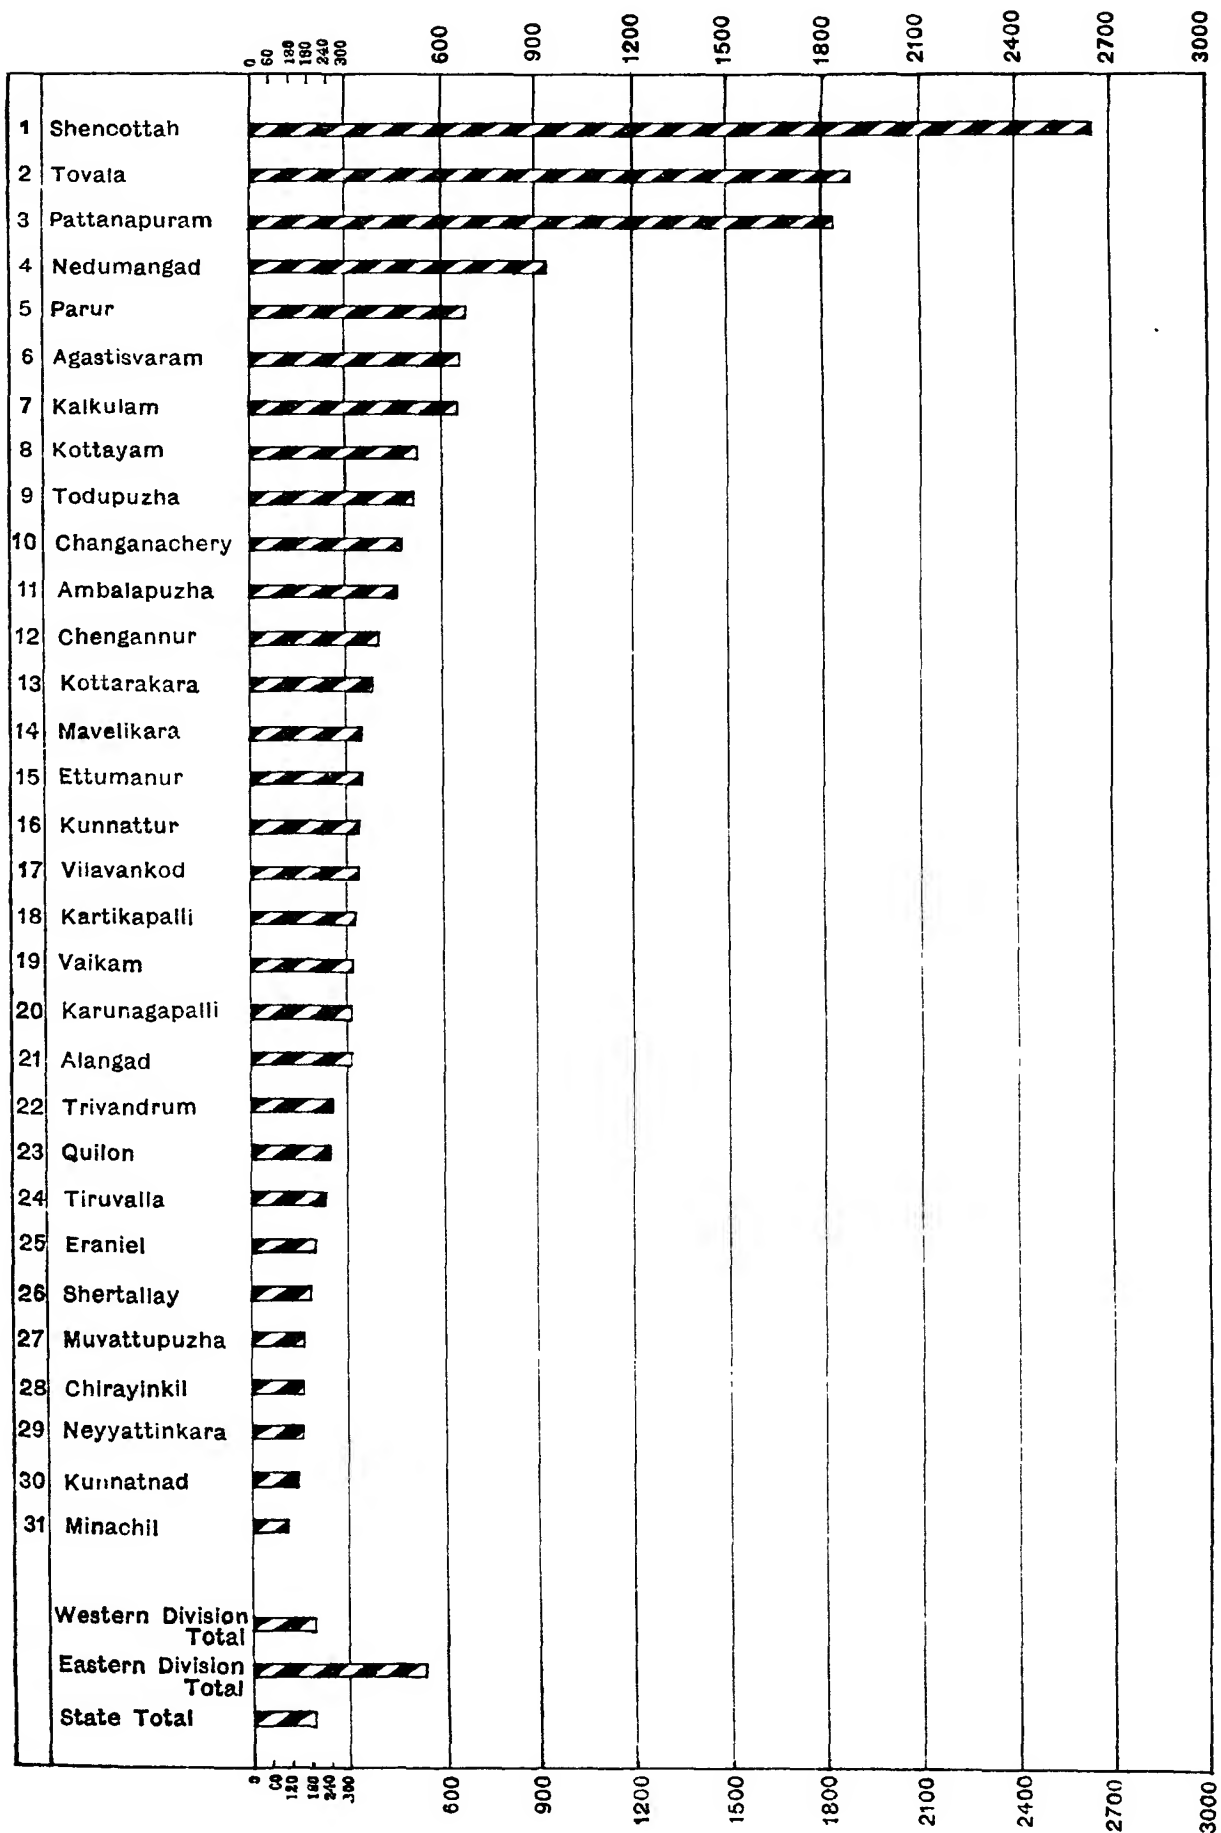 0 60 120 180 240 300 600 900 1200 1500 1800 2100 2400 2700 3000
1 Shencottah
2 Tovala
3 Pattanapuram
4 Nedumangad
5 Parur
6 Agastisvaram
7 Kalkulam
8 Kottayam
9 Todupuzha
10 Changanachery
11 Ambalapuzha
12 Chengannur
13 Kottarakara
14 Mavelikara
15 Ettumanur
16 Kunnattur
17 Vilavankod
18 Kartikapalli
19 Vaikam
20 Karunagapalli
21 Alangad
22 Trivandrum
23 Quilon
24 Tiruvalla
25 Eraniel
26 Shertallay
27 Muvattupuzha
28 Chirayinkil
29 Neyyattinkara
30 Kunnatnad
31 Minachil
Western Division
Total
Eastern Division
Total
State Total
0 60 120 180 240 300 600 900 1200 1500 1800 2100 2400 2700 3000